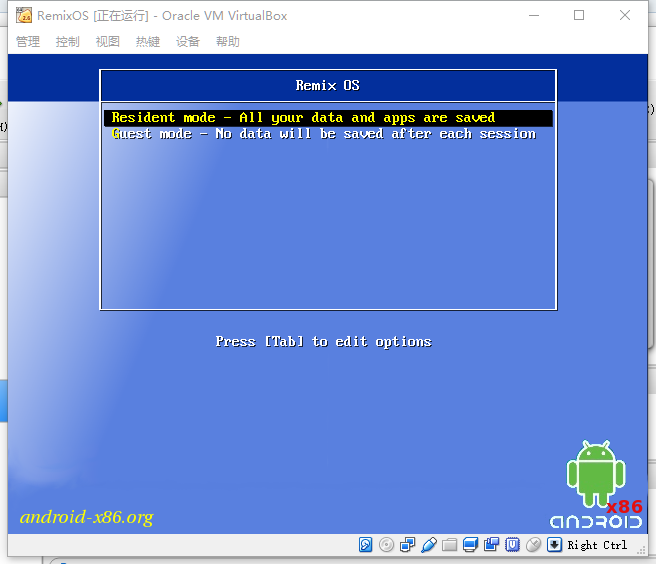 RemixOS [正在运行] - Oracle VM VirtualBox
管理 控制 视图 热键 设备 帮助
Remix OS
Resident mode - All your data and apps are saved
Guest mode - No data will be saved after each session
Press [Tab] to edit options
android-x86.org
x86
ANDROID
Right Ctrl